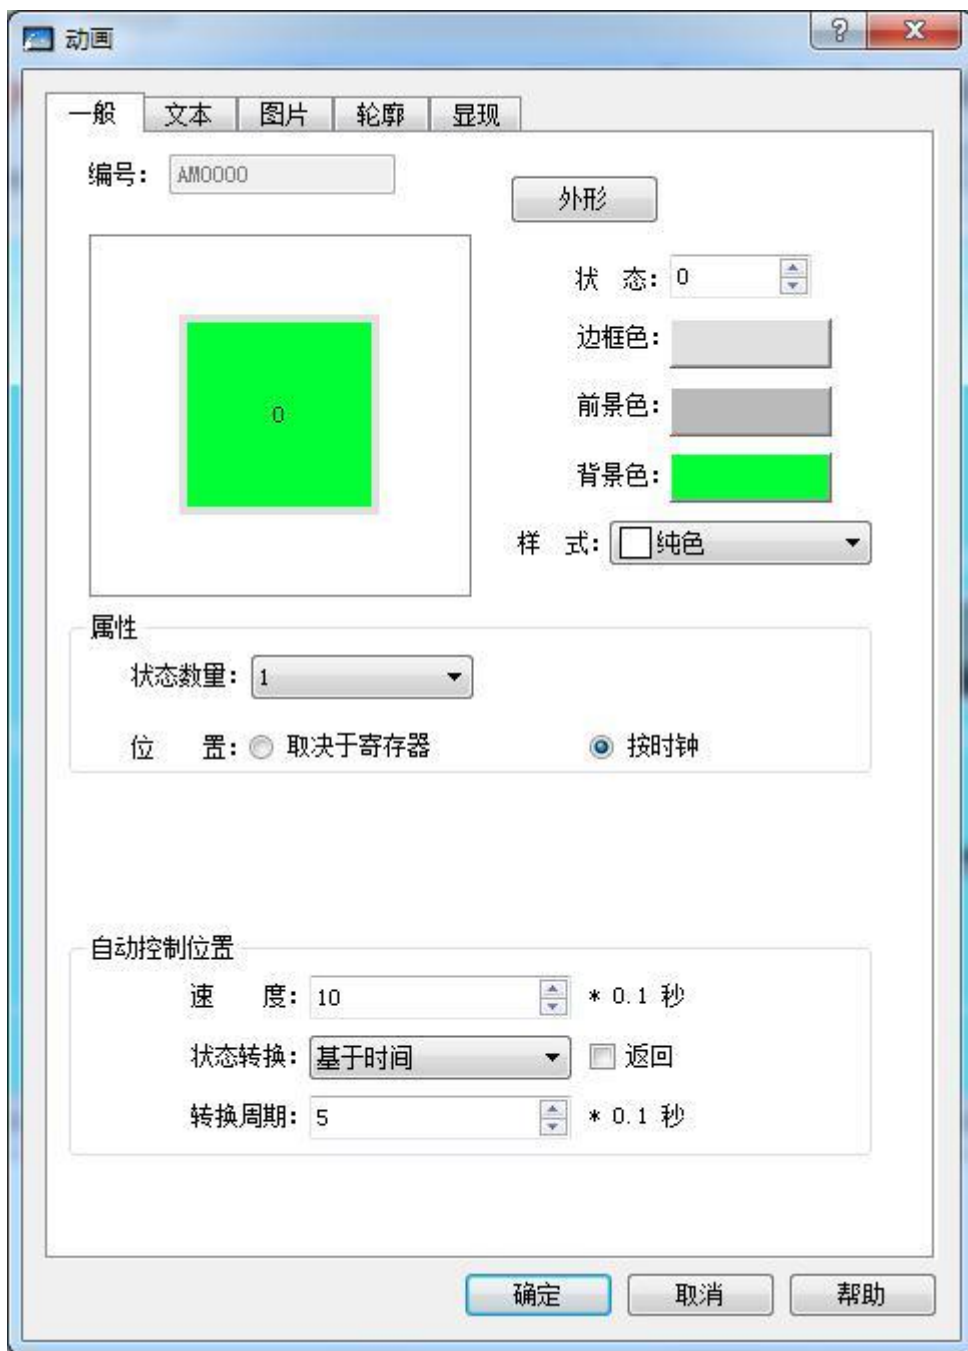 动画
一般 文本 图片 轮廓 显现
编号: AM0000
外形
0
状 态: 0
边框色:
前景色:
背景色:
样 式: 纯色
属性
状态数量: 1
位 置: 取决于寄存器 按时钟
自动控制位置
速 度: 10 * 0.1 秒
状态转换: 基于时间 返回
转换周期: 5 * 0.1 秒
确定 取消 帮助